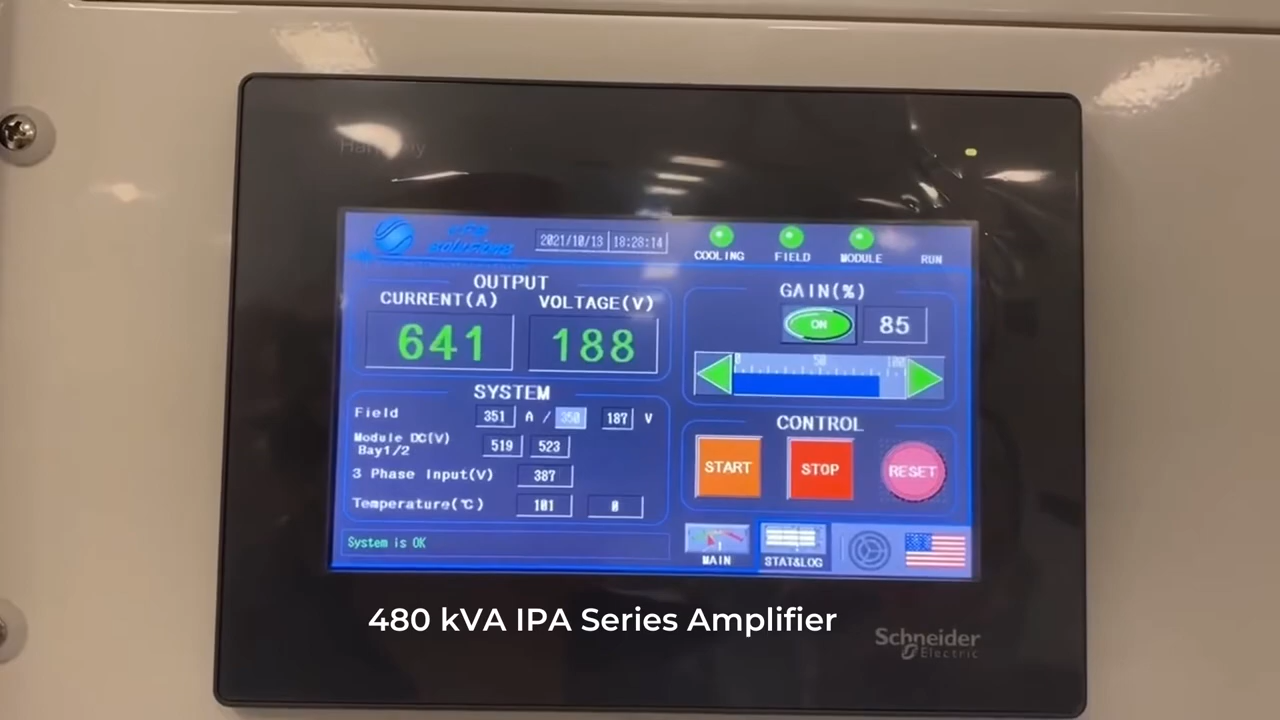 2021/10/13 18:28:14
COOLING FIELD MODULE RUN
OUTPUT
CURRENT(A) VOLTAGE(V)
641 188
GAIN(%)
ON 85
0 50 100
SYSTEM
Field 351 A / 350 187 V
Module DC(V)
Bay1/2 519 523
3 Phase Input(V) 387
Temperature(℃) 101 0
System is OK
CONTROL
START STOP RESET
MAIN STAT&LOG
480 kVA IPA Series Amplifier
Schneider
Electric